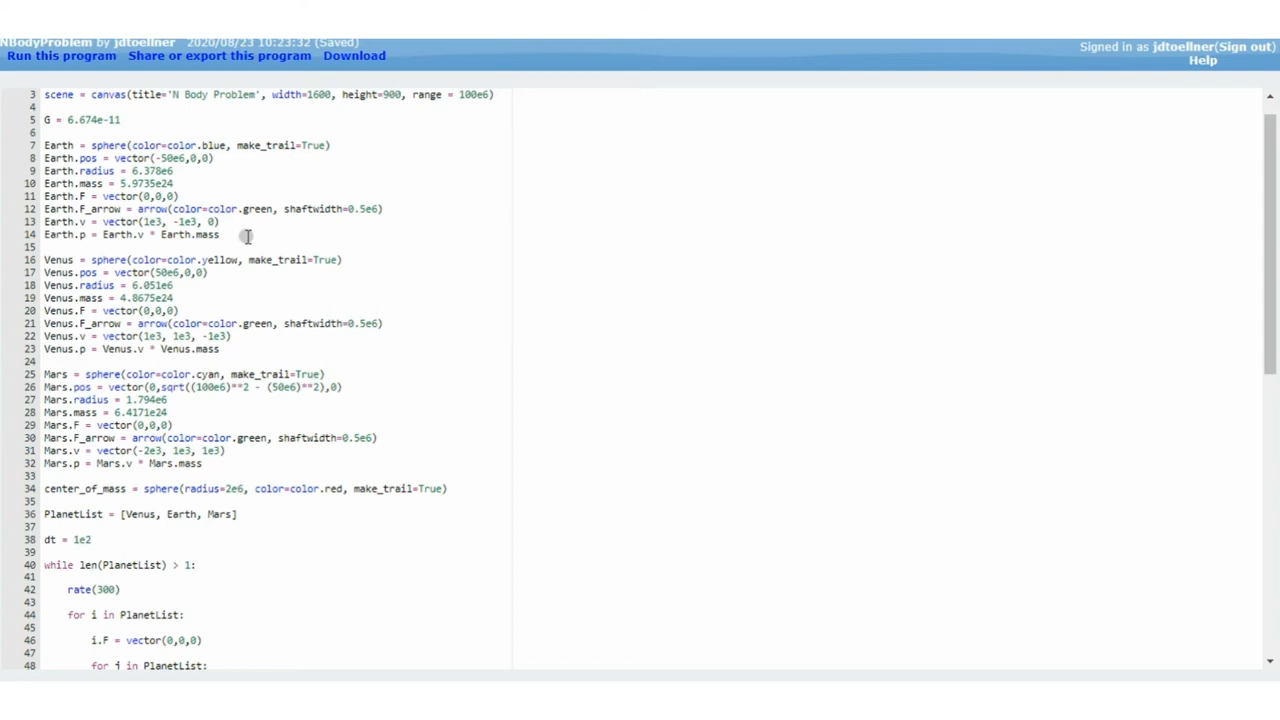 NBodyProblem by jdtoellner 2020/08/23 10:23:32 (Saved)
Signed in as jdtoellner(Sign out)
Run this program Share or export this program Download
Help
3 scene = canvas(title='N Body Problem', width=1600, height=900, range = 100e6)
4
5 G = 6.674e-11
6
7 Earth = sphere(color=color.blue, make_trail=True)
8 Earth.pos = vector(-50e6,0,0)
9 Earth.radius = 6.378e6
10 Earth.mass = 5.9735e24
11 Earth.F = vector(0,0,0)
12 Earth.F_arrow = arrow(color=color.green, shaftwidth=0.5e6)
13 Earth.v = vector(1e3, -1e3, 0)
14 Earth.p = Earth.v * Earth.mass
15
16 Venus = sphere(color=color.yellow, make_trail=True)
17 Venus.pos = vector(50e6,0,0)
18 Venus.radius = 6.051e6
19 Venus.mass = 4.8675e24
20 Venus.F = vector(0,0,0)
21 Venus.F_arrow = arrow(color=color.green, shaftwidth=0.5e6)
22 Venus.v = vector(1e3, 1e3, -1e3)
23 Venus.p = Venus.v * Venus.mass
24
25 Mars = sphere(color=color.cyan, make_trail=True)
26 Mars.pos = vector(0,sqrt((100e6)**2 - (50e6)**2),0)
27 Mars.radius = 1.794e6
28 Mars.mass = 6.4171e24
29 Mars.F = vector(0,0,0)
30 Mars.F_arrow = arrow(color=color.green, shaftwidth=0.5e6)
31 Mars.v = vector(-2e3, 1e3, 1e3)
32 Mars.p = Mars.v * Mars.mass
33
34 center_of_mass = sphere(radius=2e6, color=color.red, make_trail=True)
35
36 PlanetList = [Venus, Earth, Mars]
37
38 dt = 1e2
39
40 while len(PlanetList) > 1:
41
42 rate(300)
43
44 for i in PlanetList:
45
46 i.F = vector(0,0,0)
47
48 for j in PlanetList: